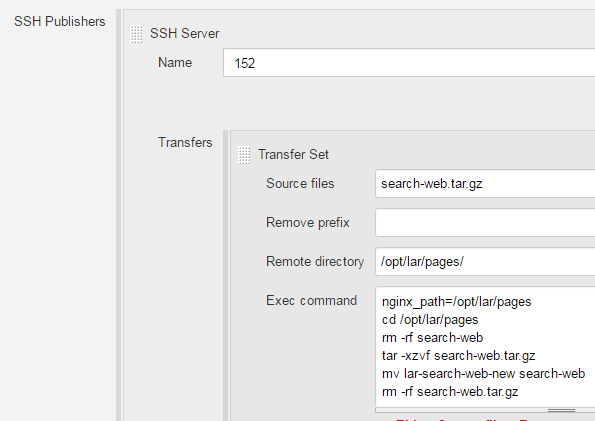 SSH Publishers
SSH Server
Name
152
Transfers
Transfer Set
Source files
search-web.tar.gz
Remove prefix
Remote directory
/opt/lar/pages/
Exec command
nginx_path=/opt/lar/pages
cd /opt/lar/pages
rm -rf search-web
tar -xzvf search-web.tar.gz
mv lar-search-web-new search-web
rm -rf search-web.tar.gz